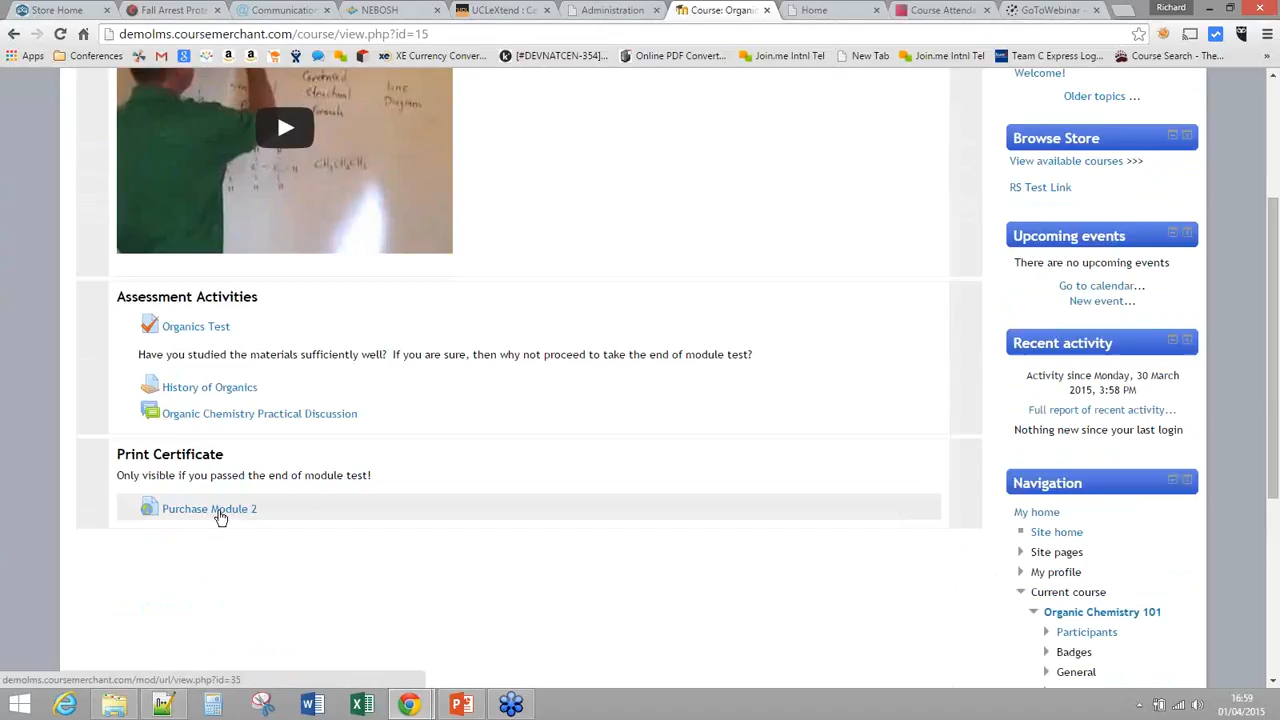 Store Home
Fall Arrest Prot
Communication
NEBOSH
UCLeXtend : Ce
Administration
Course: Organi
Home
Course Attenda
GoToWebinar -
Richard
demolms.coursemerchant.com/course/view.php?id=15
Apps
Conferences
XE Currency Conver...
[#DEVNATCEN-354]...
Online PDF Convert...
Join.me Intnl Tel
New Tab
Join.me Intnl Tel
Team C Express Log...
Course Search - The...
Condensed
Structural
formula
Line
Diagram
Welcome!
Older topics ...
Browse Store
View available courses >>>
RS Test Link
Upcoming events
There are no upcoming events
Go to calendar...
New event...
Assessment Activities
Organics Test
Have you studied the materials sufficiently well? If you are sure, then why not proceed to take the end of module test?
History of Organics
Organic Chemistry Practical Discussion
Recent activity
Activity since Monday, 30 March
2015, 3:58 PM
Full report of recent activity...
Nothing new since your last login
Print Certificate
Only visible if you passed the end of module test!
Purchase Module 2
Navigation
My home
Site home
Site pages
My profile
Current course
Organic Chemistry 101
Participants
Badges
General
demolms.coursemerchant.com/mod/url/view.php?id=35
16:59
01/04/2015